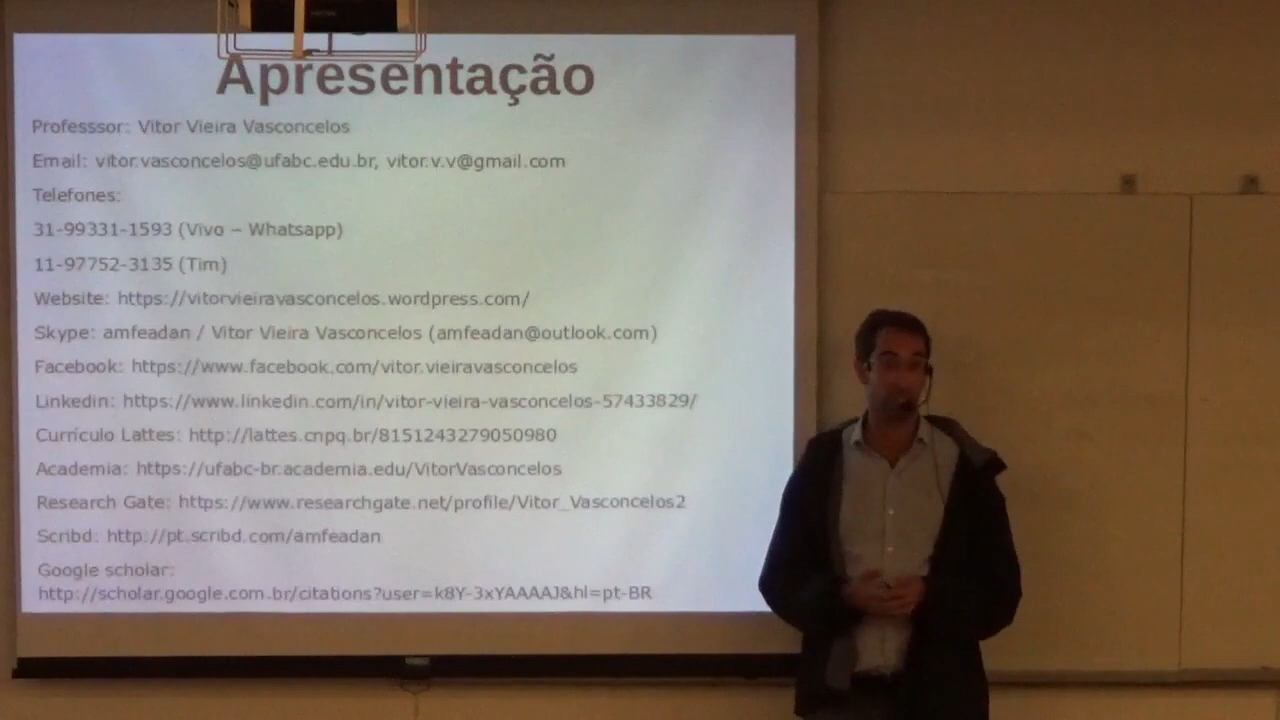 Apresentação
Professsor: Vitor Vieira Vasconcelos
Email: vitor.vasconcelos@ufabc.edu.br, vitor.v.v@gmail.com
Telefones:
31-99331-1593 (Vivo – Whatsapp)
11-97752-3135 (Tim)
Website: https://vitorvieiravasconcelos.wordpress.com/
Skype: amfeadan / Vitor Vieira Vasconcelos (amfeadan@outlook.com)
Facebook: https://www.facebook.com/vitor.vieiravasconcelos
Linkedin: https://www.linkedin.com/in/vitor-vieira-vasconcelos-57433829/
Currículo Lattes: http://lattes.cnpq.br/8151243279050980
Academia: https://ufabc-br.academia.edu/VitorVasconcelos
Research Gate: https://www.researchgate.net/profile/Vitor_Vasconcelos2
Scribd: http://pt.scribd.com/amfeadan
Google scholar:
http://scholar.google.com.br/citations?user=k8Y-3xYAAAAJ&hl=pt-BR